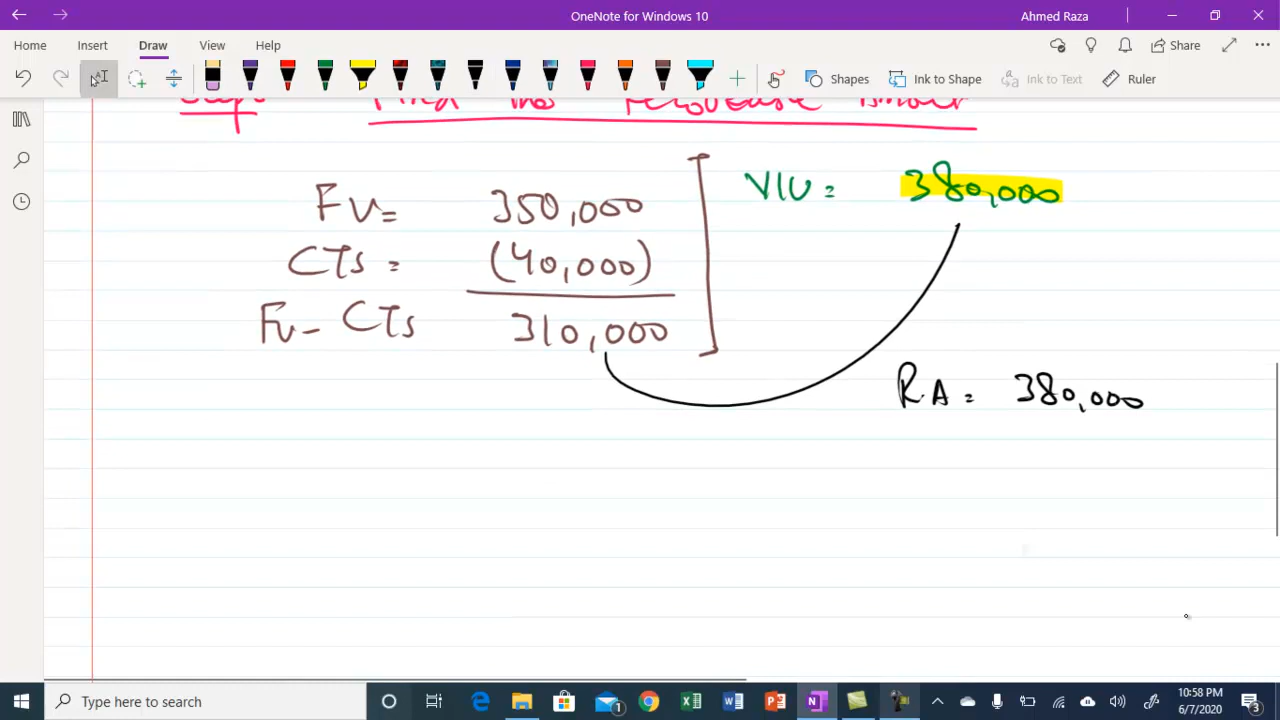 OneNote for Windows 10
Ahmed Raza
Home Insert Draw View Help
Share
Shapes Ink to Shape Ink to Text Ruler
FV= 350,000
CTs = (40,000)
FV - CTs 310,000
VIU = 380,000
RA = 380,000
Type here to search
1
10:58 PM
6/7/2020
3